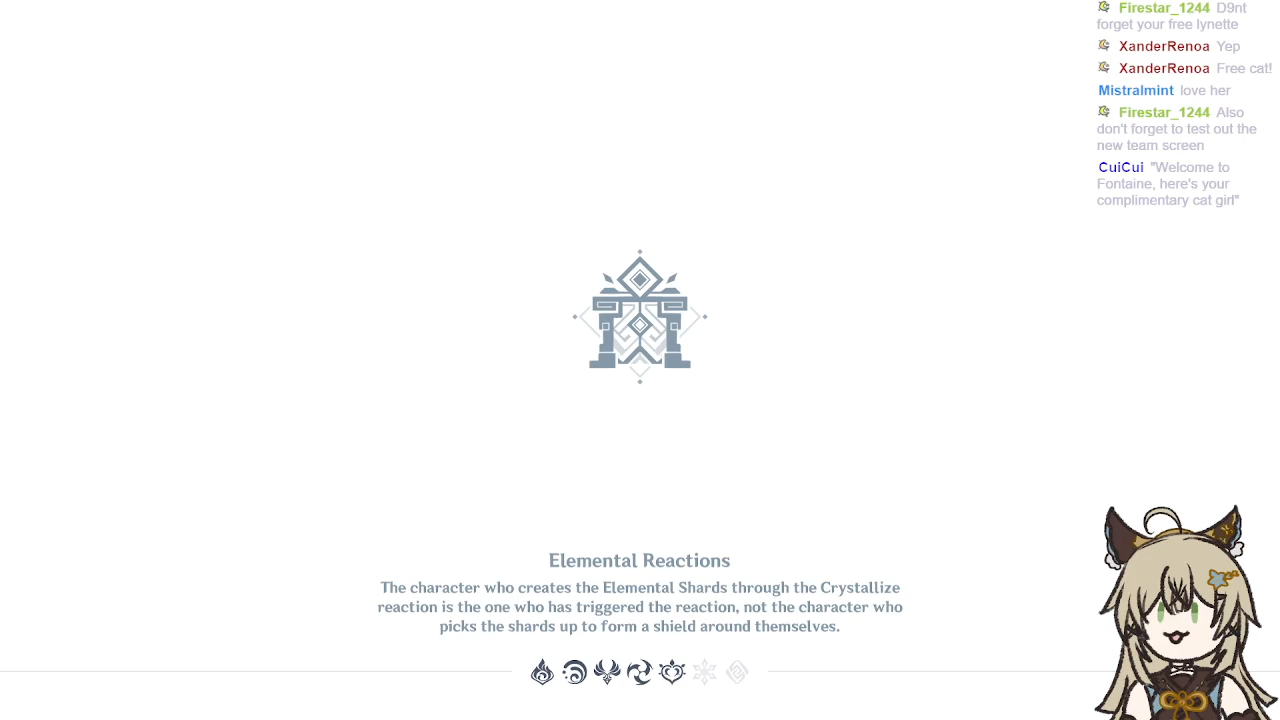 Firestar_1244 D9nt
forget your free lynette
XanderRenoa Yep
XanderRenoa Free cat!
Mistralmint love her
Firestar_1244 Also
don't forget to test out the
new team screen
CuiCui "Welcome to
Fontaine, here's your
complimentary cat girl"
Elemental Reactions
The character who creates the Elemental Shards through the Crystallize
reaction is the one who has triggered the reaction, not the character who
picks the shards up to form a shield around themselves.